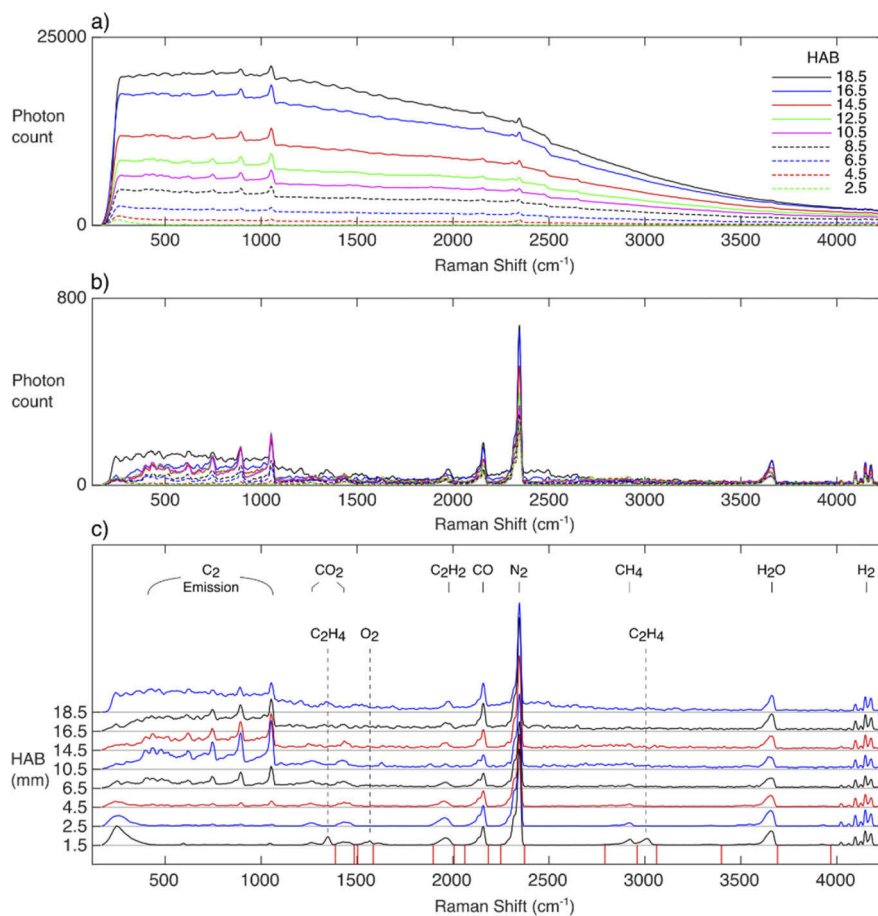 a)
25000
Photon
count
0
HAB
18.5
16.5
14.5
12.5
10.5
8.5
6.5
4.5
2.5
500 1000 1500 2000 2500 3000 3500 4000
Raman Shift (cm⁻¹)
b)
800
Photon
count
0
500 1000 1500 2000 2500 3000 3500 4000
Raman Shift (cm⁻¹)
c)
C₂ CO₂ C₂H₂ CO N₂ CH₄ H₂O H₂
Emission
C₂H₄ O₂ C₂H₄
18.5
16.5
14.5
HAB 10.5
(mm) 6.5
4.5
2.5
1.5
500 1000 1500 2000 2500 3000 3500 4000
Raman Shift (cm⁻¹)